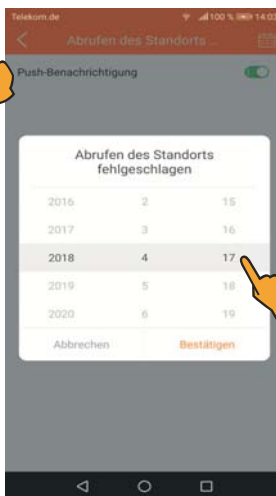 Telekom.de 100 % 14:03
Abrufen des Standorts ...
Push-Benachrichtigung
Abrufen des Standorts
fehlgeschlagen
2016 2 15
2017 3 16
2018 4 17
2019 5 18
2020 6 19
Abbrechen Bestätigen